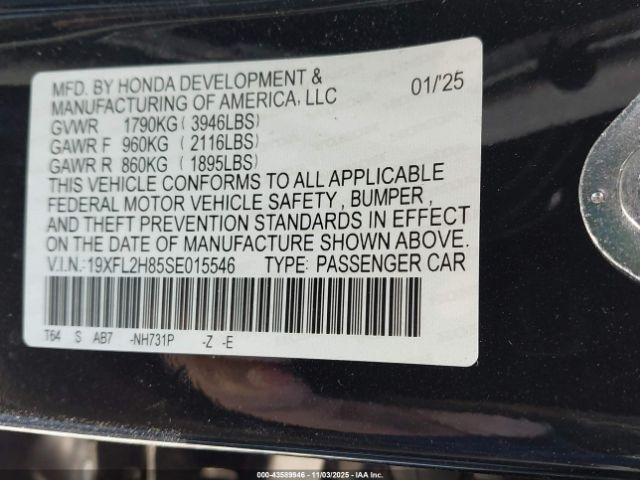 MFD. BY HONDA DEVELOPMENT &
MANUFACTURING OF AMERICA, LLC 01/'25
GVWR 1790KG ( 3946LBS )
GAWR F 960KG ( 2116LBS )
GAWR R 860KG ( 1895LBS )
THIS VEHICLE CONFORMS TO ALL APPLICABLE
FEDERAL MOTOR VEHICLE SAFETY, BUMPER,
AND THEFT PREVENTION STANDARDS IN EFFECT
ON THE DATE OF MANUFACTURE SHOWN ABOVE.
V.I.N.:19XFL2H85SE015546 TYPE: PASSENGER CAR
T64 S AB7 -NH731P -Z -E
000-43589946 - 11/03/2025 - IAA Inc.